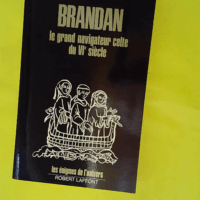 BRANDAN
le grand navigateur celte
du VIᵉ siècle
les énigmes de l'univers
ROBERT LAFFONT